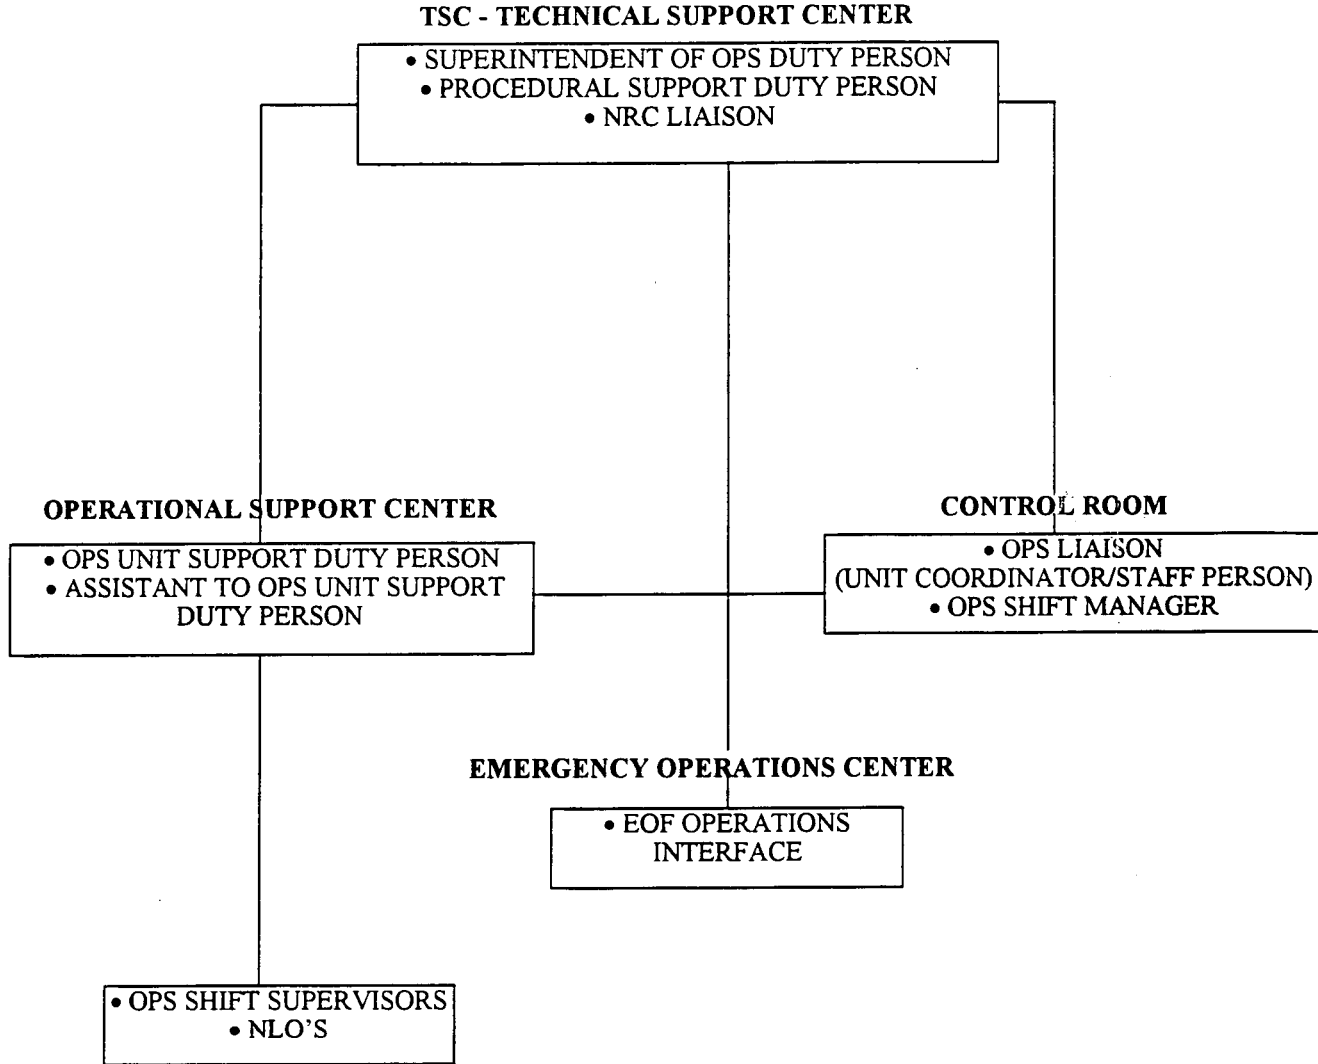 TSC - TECHNICAL SUPPORT CENTER
• SUPERINTENDENT OF OPS DUTY PERSON
• PROCEDURAL SUPPORT DUTY PERSON
• NRC LIAISON
OPERATIONAL SUPPORT CENTER
• OPS UNIT SUPPORT DUTY PERSON
• ASSISTANT TO OPS UNIT SUPPORT
DUTY PERSON
CONTROL ROOM
• OPS LIAISON
(UNIT COORDINATOR/STAFF PERSON)
• OPS SHIFT MANAGER
EMERGENCY OPERATIONS CENTER
• EOF OPERATIONS
INTERFACE
• OPS SHIFT SUPERVISORS
• NLO'S